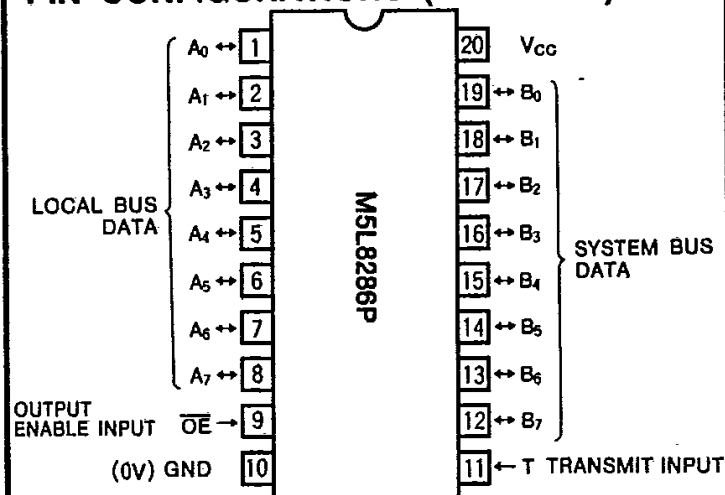 A0 ↔ 1
A1 ↔ 2
A2 ↔ 3
A3 ↔ 4
A4 ↔ 5
A5 ↔ 6
A6 ↔ 7
A7 ↔ 8
LOCAL BUS
DATA
OUTPUT
ENABLE INPUT
OE → 9
(0V) GND 10
M5L8286P
20 VCC
19 ↔ B0
18 ↔ B1
17 ↔ B2
16 ↔ B3
15 ↔ B4
14 ↔ B5
13 ↔ B6
12 ↔ B7
SYSTEM BUS
DATA
11 ← T TRANSMIT INPUT